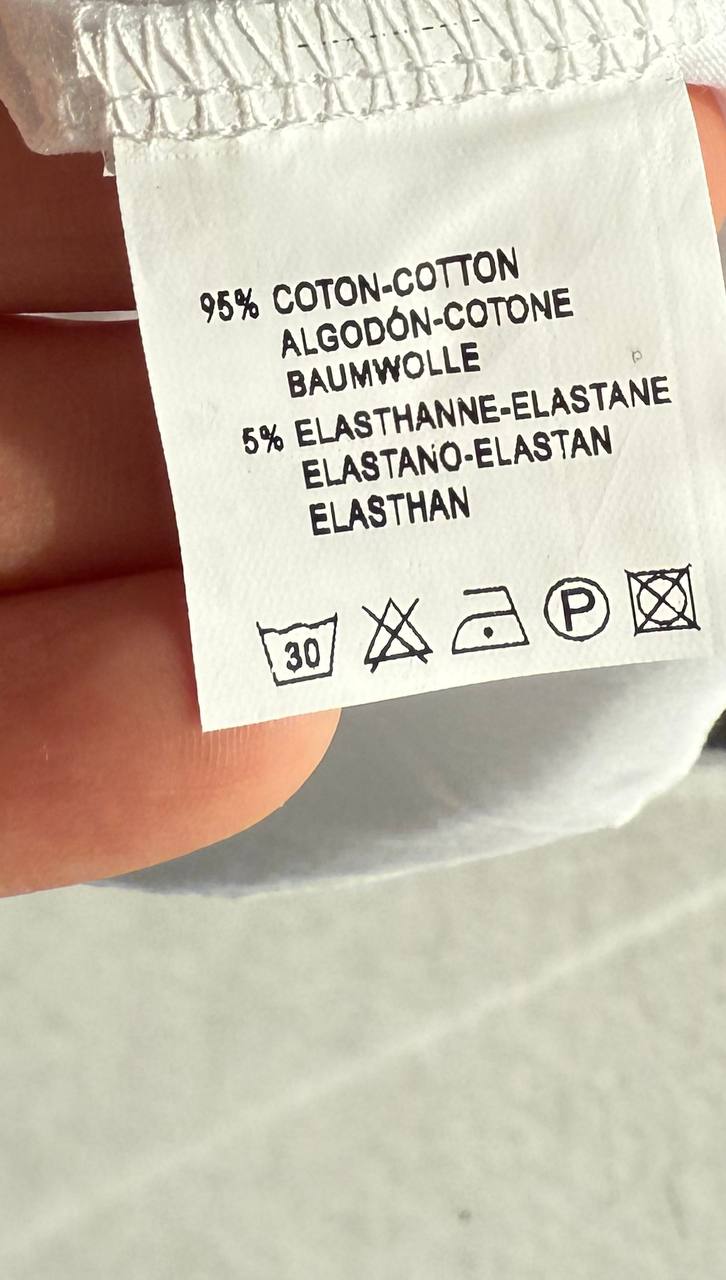 95% COTON-COTTON
ALGODÓN-COTONE
BAUMWOLLE
5% ELASTHANNE-ELASTANE
ELASTANO-ELASTAN
ELASTHAN
30 P